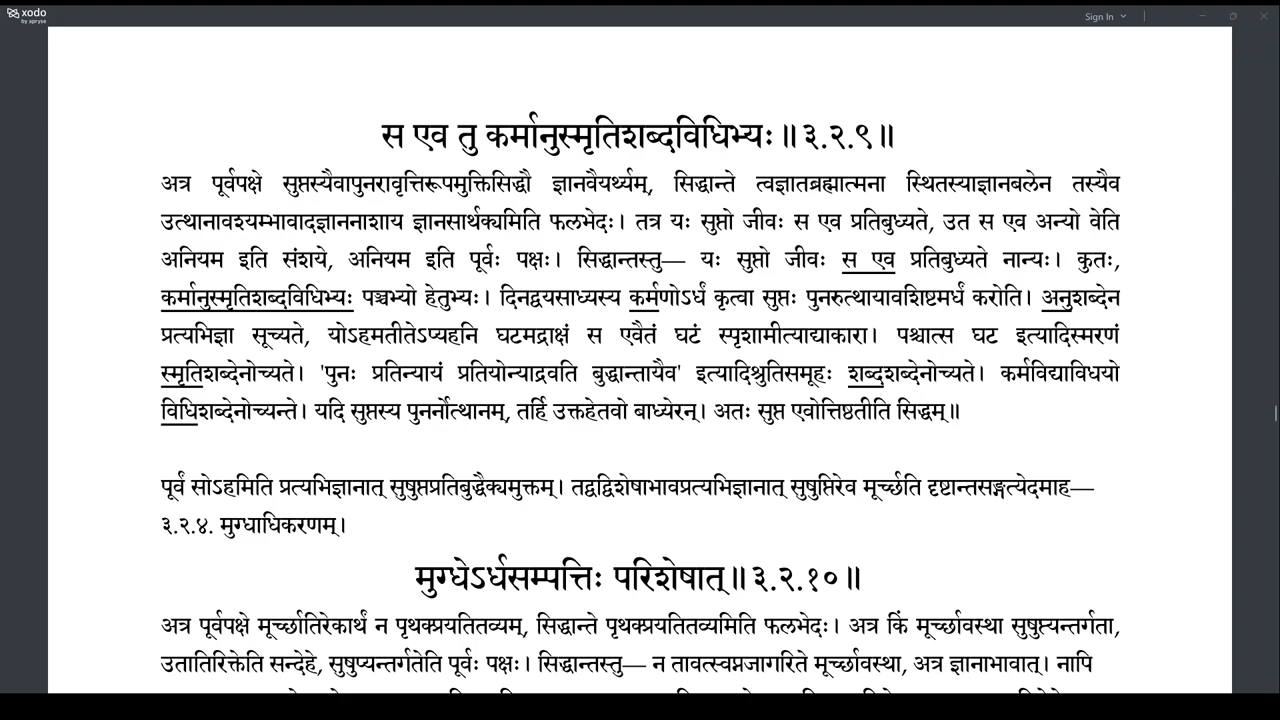 xodo
by apryse
Sign In
स एव तु कर्मानुस्मृतिशब्दविधिभ्यः॥३.२.९॥
अत्र पूर्वपक्षे सुप्तस्यैवापुनरावृत्तिरूपमुक्तिसिद्धौ ज्ञानवैयर्थ्यम्, सिद्धान्ते त्वज्ञातब्रह्मात्मना स्थितस्याज्ञानबलेन तस्यैव
उत्थानावश्यम्भावादज्ञाननाशाय ज्ञानसार्थक्यमिति फलभेदः। तत्र यः सुप्तो जीवः स एव प्रतिबुध्यते, उत स एव अन्यो वेति
अनियम इति संशये, अनियम इति पूर्वः पक्षः। सिद्धान्तस्तु— यः सुप्तो जीवः स एव प्रतिबुध्यते नान्यः। कुतः,
कर्मानुस्मृतिशब्दविधिभ्यः पञ्चभ्यो हेतुभ्यः। दिनद्वयसाध्यस्य कर्मणोऽर्धं कृत्वा सुप्तः पुनरुत्थायावशिष्टमर्धं करोति। अनुशब्देन
प्रत्यभिज्ञा सूच्यते, योऽहमतीतेऽप्यहनि घटमद्राक्षं स एवैतं घटं स्पृशामीत्याद्याकारा। पश्चात्स घट इत्यादिस्मरणं
स्मृतिशब्देनोच्यते। 'पुनः प्रतिन्यायं प्रतियोन्याद्रवति बुद्धान्तायैव' इत्यादिश्रुतिसमूहः शब्दशब्देनोच्यते। कर्मविद्याविधयो
विधिशब्देनोच्यन्ते। यदि सुप्तस्य पुनर्नोत्थानम्, तर्हि उक्तहेतवो बाध्येरन्। अतः सुप्त एवोत्तिष्ठतीति सिद्धम्॥
पूर्वं सोऽहमिति प्रत्यभिज्ञानात् सुषुप्तप्रतिबुद्धैक्यमुक्तम्। तद्वद्विशेषाभावप्रत्यभिज्ञानात् सुषुप्तिरेव मूर्च्छति दृष्टान्तसङ्गत्येदमाह—
३.२.४. मुग्धाधिकरणम्।
मुग्धेऽर्धसम्पत्तिः परिशेषात्॥३.२.१०॥
अत्र पूर्वपक्षे मूर्च्छातिरेकार्थं न पृथक्प्रयतितव्यम्, सिद्धान्ते पृथक्प्रयतितव्यमिति फलभेदः। अत्र किं मूर्च्छावस्था सुषुप्त्यन्तर्गता,
उतातिरिक्तेति सन्देहे, सुषुप्यन्तर्गतेति पूर्वः पक्षः। सिद्धान्तस्तु— न तावत्स्वप्नजागरिते मूर्च्छावस्था, अत्र ज्ञानाभावात्। नापि